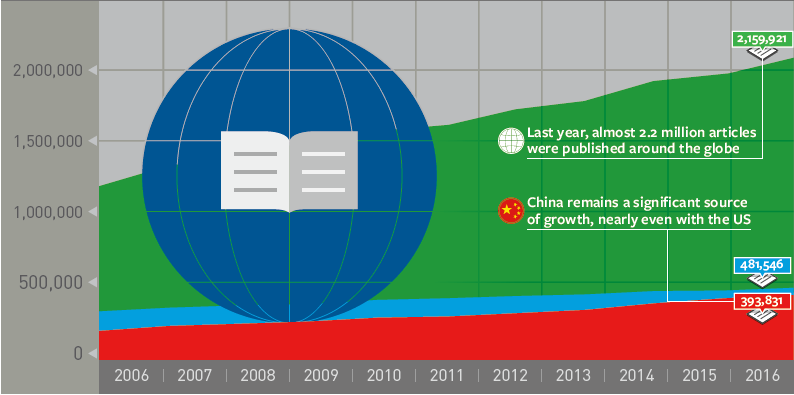 2,159,921
2,000,000
Last year, almost 2.2 million articles
were published around the globe
1,500,000
China remains a significant source
of growth, nearly even with the US
1,000,000
481,546
500,000
393,831
0
2006 2007 2008 2009 2010 2011 2012 2013 2014 2015 2016